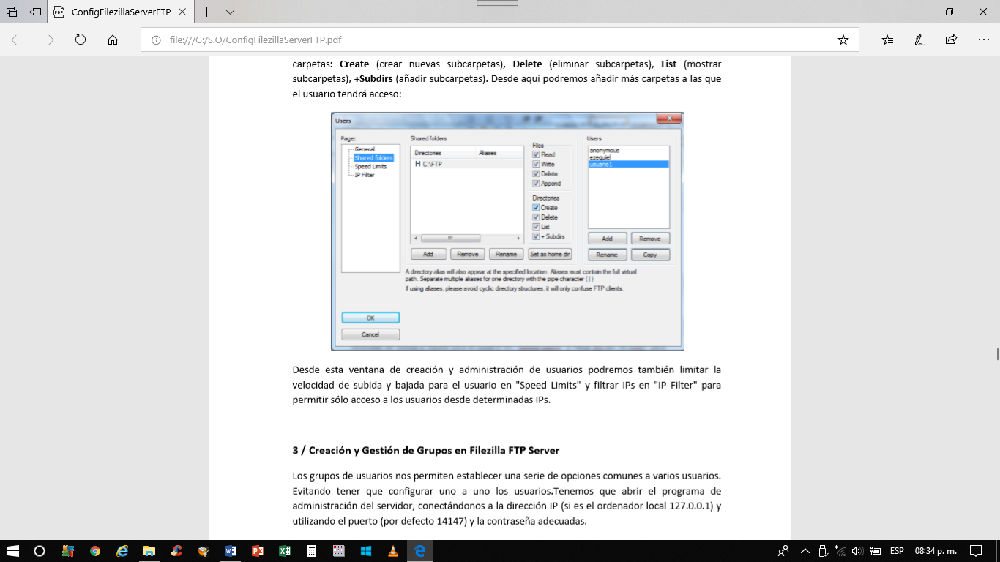 ConfigFilezillaServerFTP
file:///G:/S.O/ConfigFilezillaServerFTP.pdf
carpetas: Create (crear nuevas subcarpetas), Delete (eliminar subcarpetas), List (mostrar
subcarpetas), +Subdirs (añadir subcarpetas). Desde aquí podremos añadir más carpetas a las que
el usuario tendrá acceso:
Users
Page:
General
Shared folders
Speed Limits
IP Filter
Shared folders
Directories Aliases
H C:\FTP
Files
Read
Write
Delete
Append
Directories
Create
Delete
List
+ Subdirs
Users
anonymous
ezequiel
usuario1
Add Remove Rename Set as home dir
Add Remove
Rename Copy
A directory alias will also appear at the specified location. Aliases must contain the full virtual
path. Separate multiple aliases for one directory with the pipe character ( | )
If using aliases, please avoid cyclic directory structures, it will only confuse FTP clients.
OK
Cancel
Desde esta ventana de creación y administración de usuarios podremos también limitar la
velocidad de subida y bajada para el usuario en "Speed Limits" y filtrar IPs en "IP Filter" para
permitir sólo acceso a los usuarios desde determinadas IPs.
3 / Creación y Gestión de Grupos en Filezilla FTP Server
Los grupos de usuarios nos permiten establecer una serie de opciones comunes a varios usuarios.
Evitando tener que configurar uno a uno los usuarios.Tenemos que abrir el programa de
administración del servidor, conectándonos a la dirección IP (si es el ordenador local 127.0.0.1) y
utilizando el puerto (por defecto 14147) y la contraseña adecuadas.
ESP 08:34 p. m.